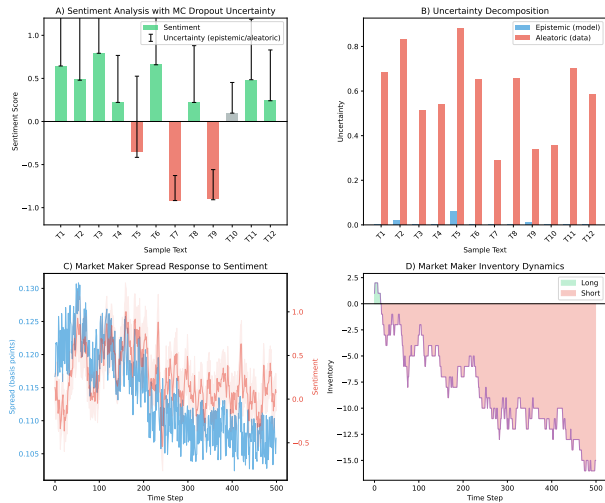 A) Sentiment Analysis with MC Dropout Uncertainty
Sentiment
Uncertainty (epistemic/aleatoric)
1.0
0.5
0.0
−0.5
−1.0
Sentiment Score
T1 T2 T3 T4 T5 T6 T7 T8 T9 T10 T11 T12
Sample Text
B) Uncertainty Decomposition
Epistemic (model)
Aleatoric (data)
0.8
0.6
0.4
0.2
0.0
Uncertainty
T1 T2 T3 T4 T5 T6 T7 T8 T9 T10 T11 T12
Sample Text
C) Market Maker Spread Response to Sentiment
0.130
0.125
0.120
0.115
0.110
0.105
Spread (basis points)
1.0
0.5
0.0
−0.5
Sentiment
0 100 200 300 400 500
Time Step
D) Market Maker Inventory Dynamics
Long
Short
2.5
0.0
−2.5
−5.0
−7.5
−10.0
−12.5
−15.0
Inventory
0 100 200 300 400 500
Time Step